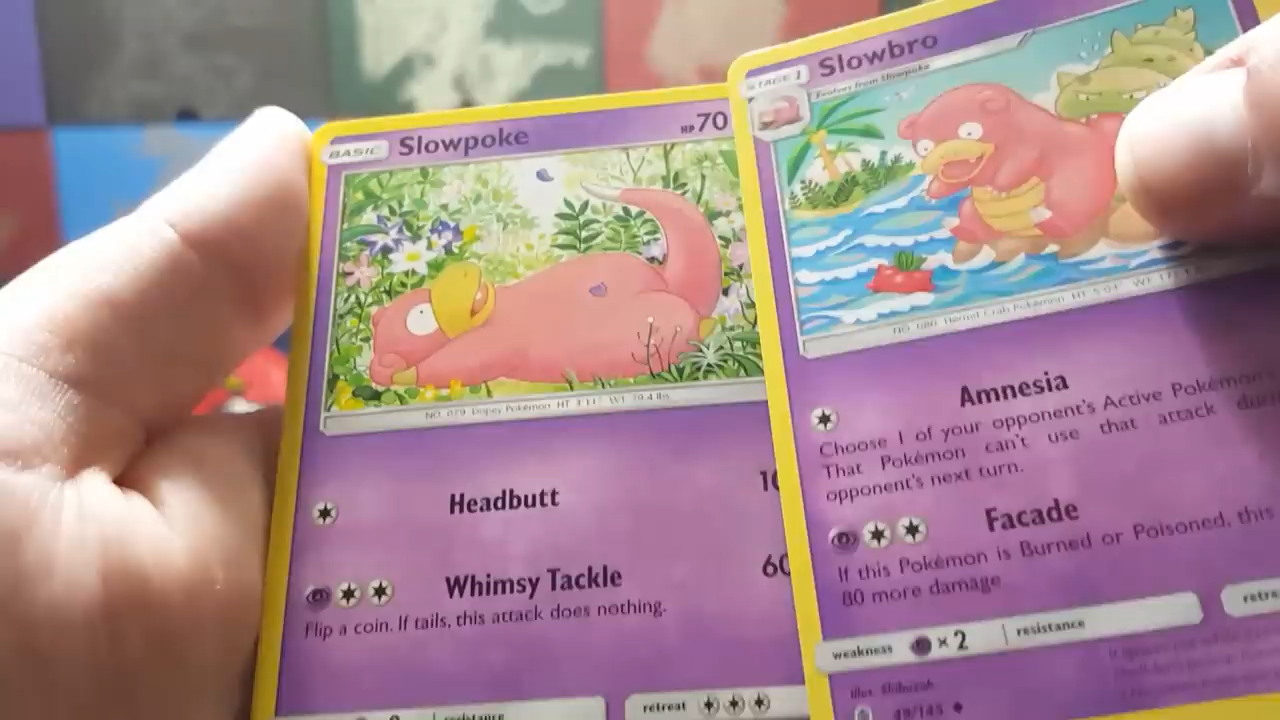 BASIC Slowpoke HP70
NO. 079 Dopey Pokémon HT 3'11" WT 79.4 lbs.
Headbutt 10
Whimsy Tackle 60
Flip a coin. If tails, this attack does nothing.
resistance
retreat
STAGE 1 Slowbro
Evolves from Slowpoke
NO. 080 Hermit Crab Pokémon HT 5'03" WT
Amnesia
Choose 1 of your opponent's Active Pokémon's
That Pokémon can't use that attack
opponent's next turn.
Facade
If this Pokémon is Burned or Poisoned, this
80 more damage.
weakness ×2 resistance
illus. Shibuzoh
49/145